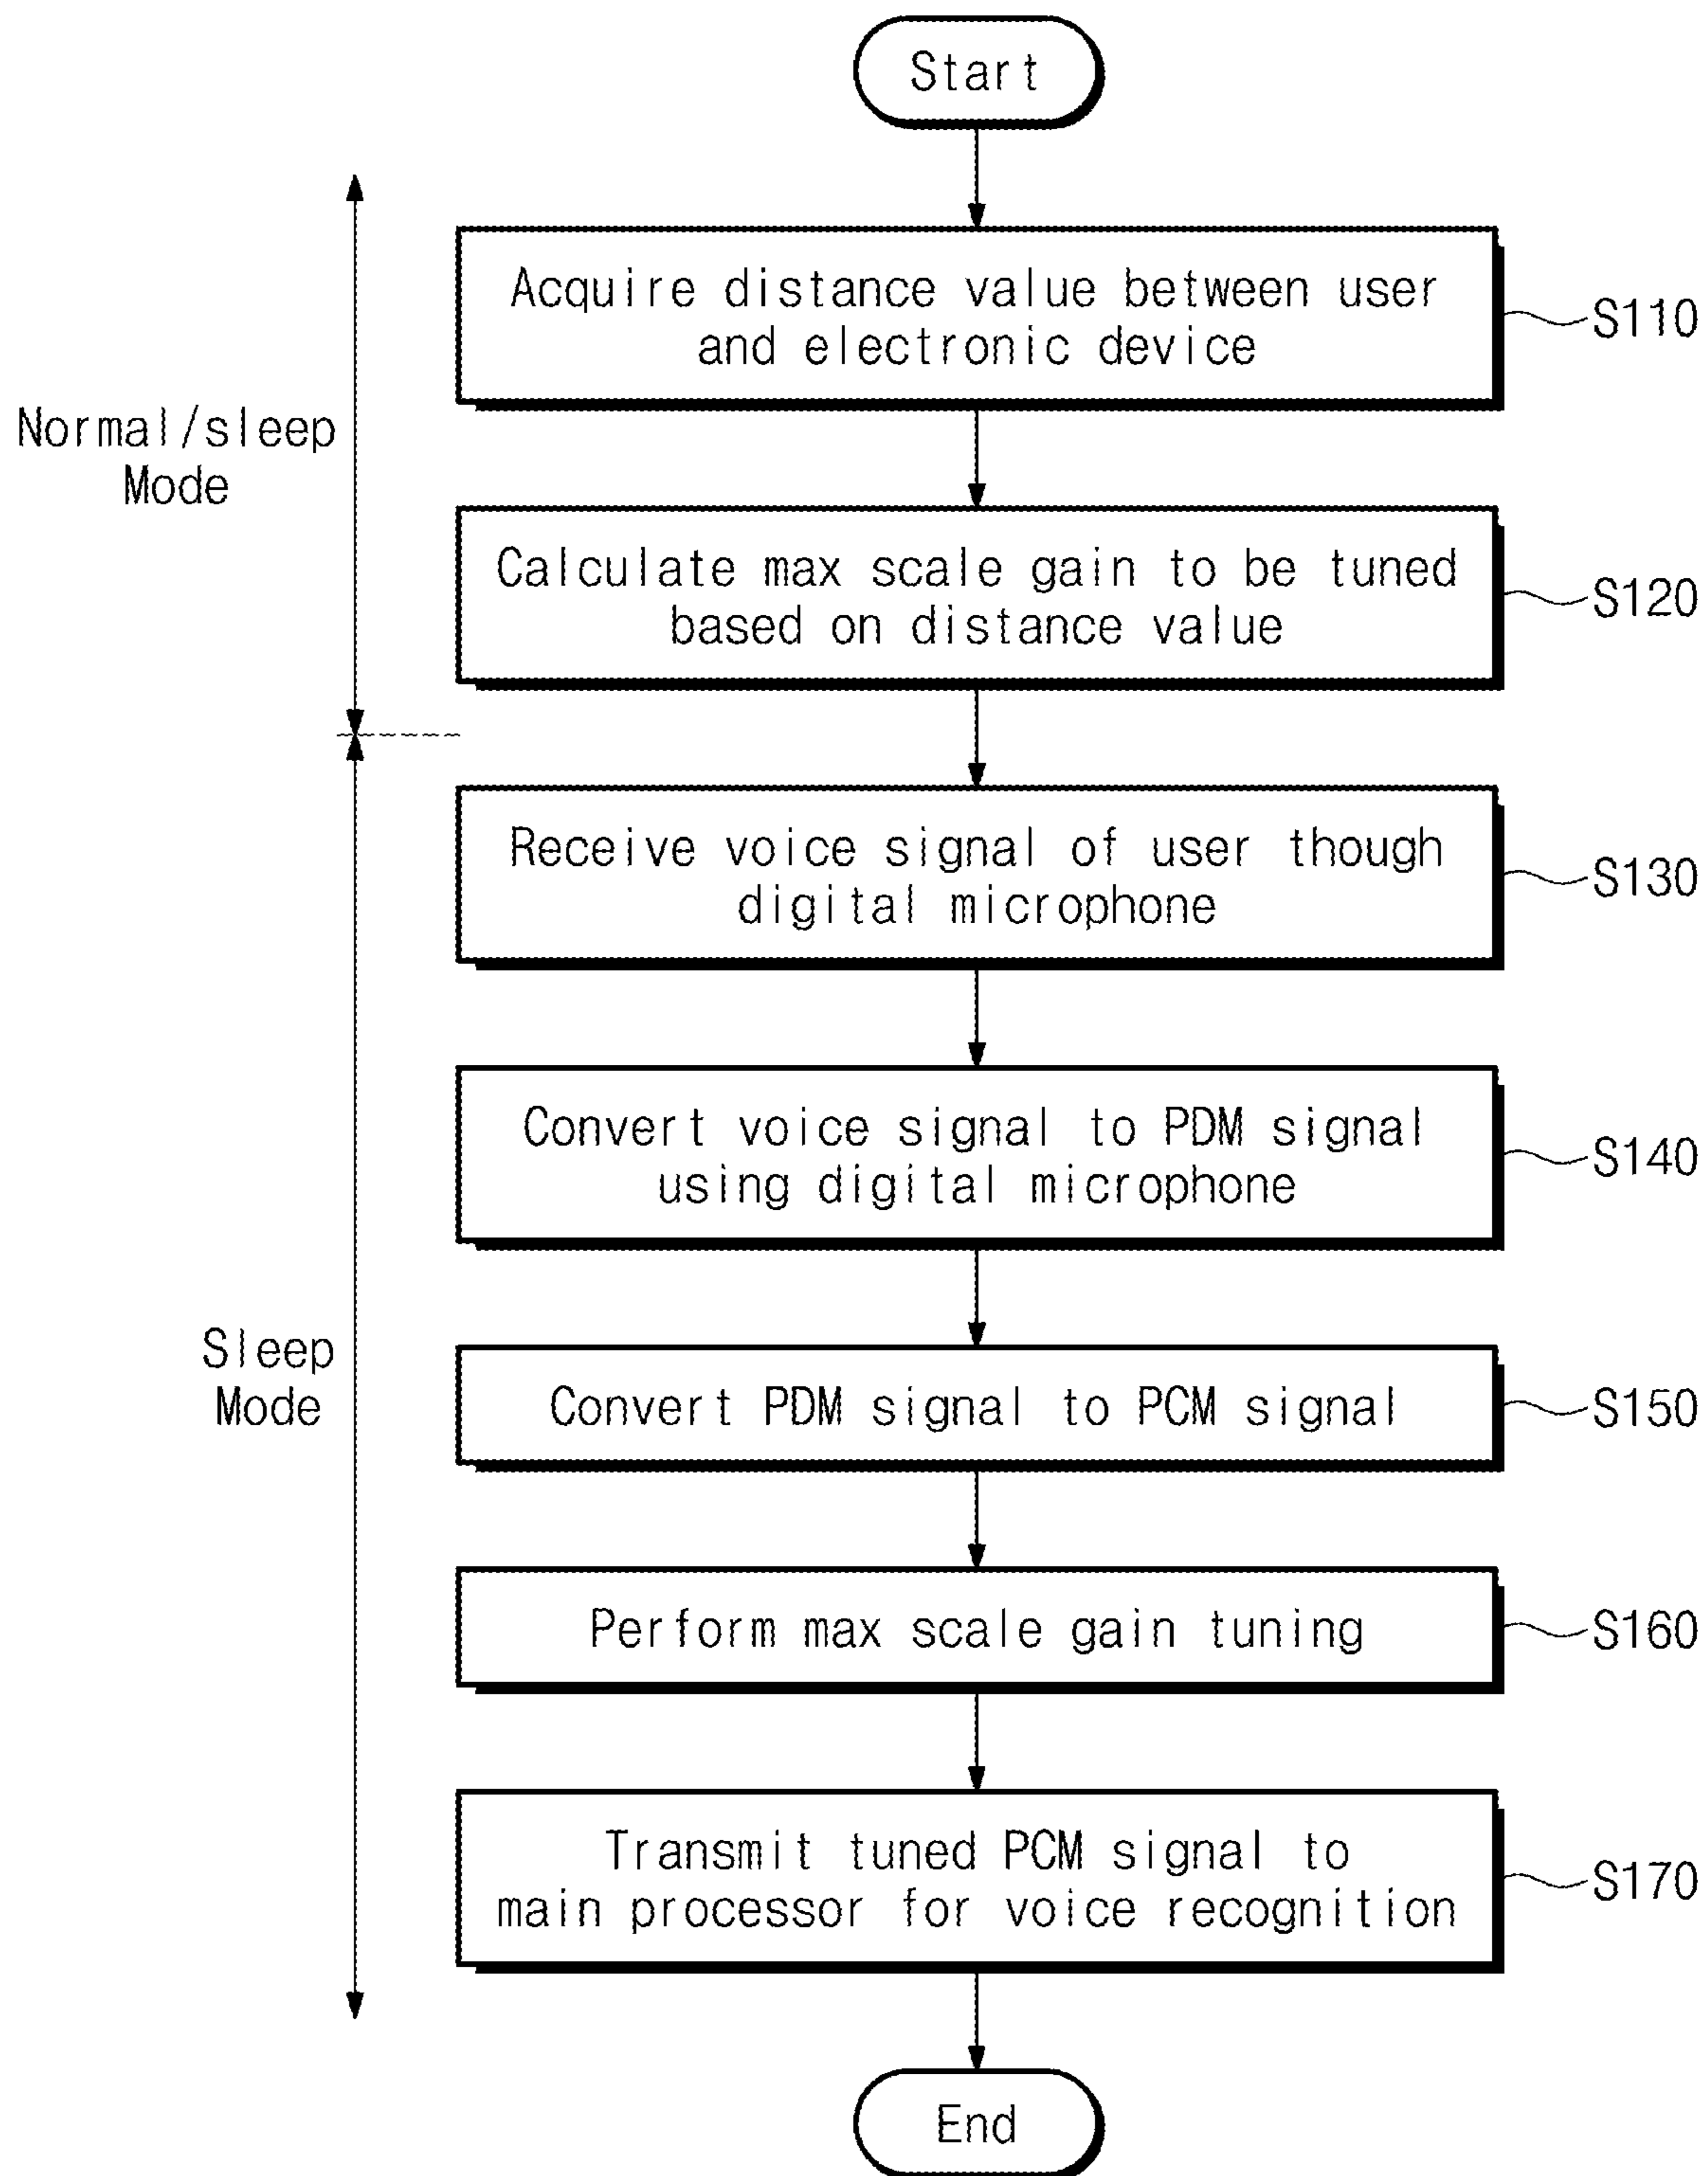 Start
Acquire distance value between user
and electronic device
S110
Normal/sleep
Mode
Calculate max scale gain to be tuned
based on distance value
S120
Receive voice signal of user though
digital microphone
S130
Convert voice signal to PDM signal
using digital microphone
S140
Sleep
Mode
Convert PDM signal to PCM signal
S150
Perform max scale gain tuning
S160
Transmit tuned PCM signal to
main processor for voice recognition
S170
End